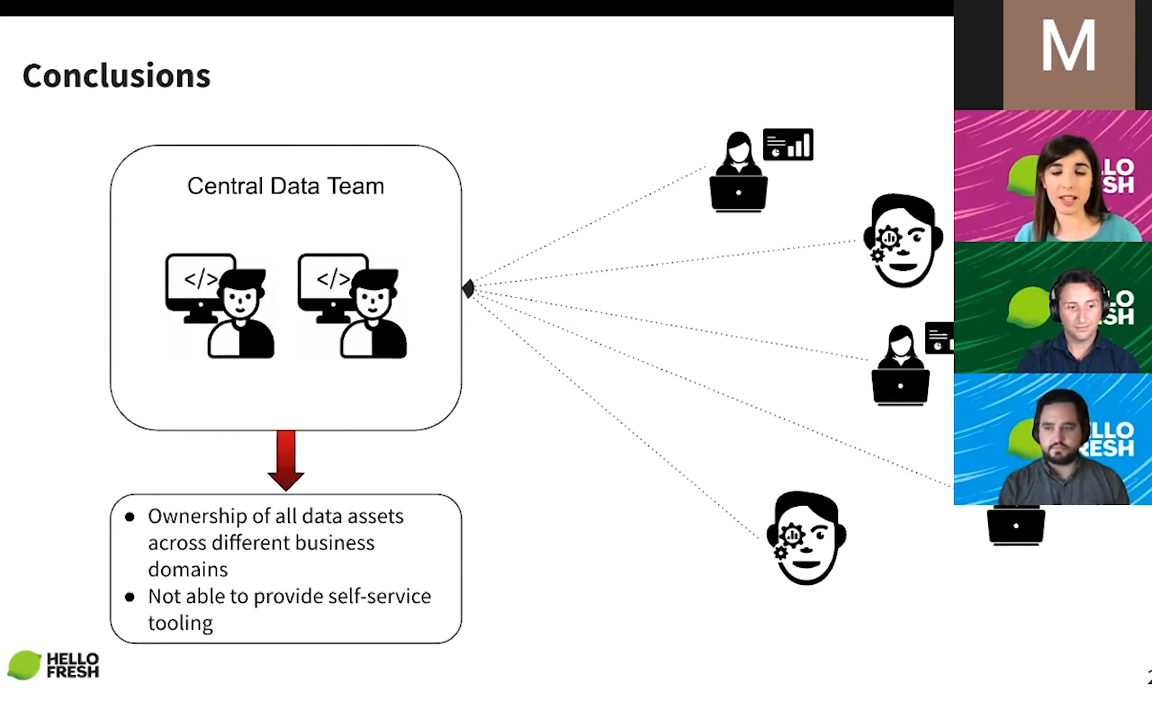 Conclusions
Central Data Team
</>
</>
Ownership of all data assets
across different business
domains
Not able to provide self-service
tooling
HELLO
FRESH
M
LO
SH
LO
SH
LLO
RESH